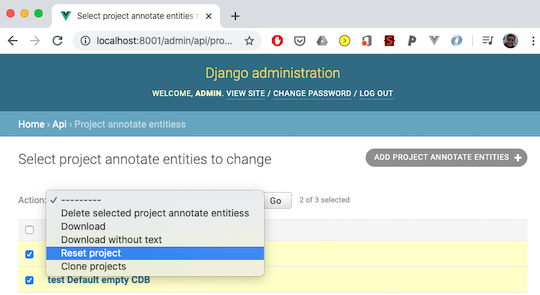 Select project annotate entities to
localhost:8001/admin/api/pro...
Django administration
WELCOME, ADMIN. VIEW SITE / CHANGE PASSWORD / LOG OUT
Home › Api › Project annotate entitiess
Select project annotate entities to change
ADD PROJECT ANNOTATE ENTITIES +
Action:
---------
Go
2 of 3 selected
Delete selected project annotate entitiess
Download
Download without text
Reset project
Clone projects
test Default empty CDB